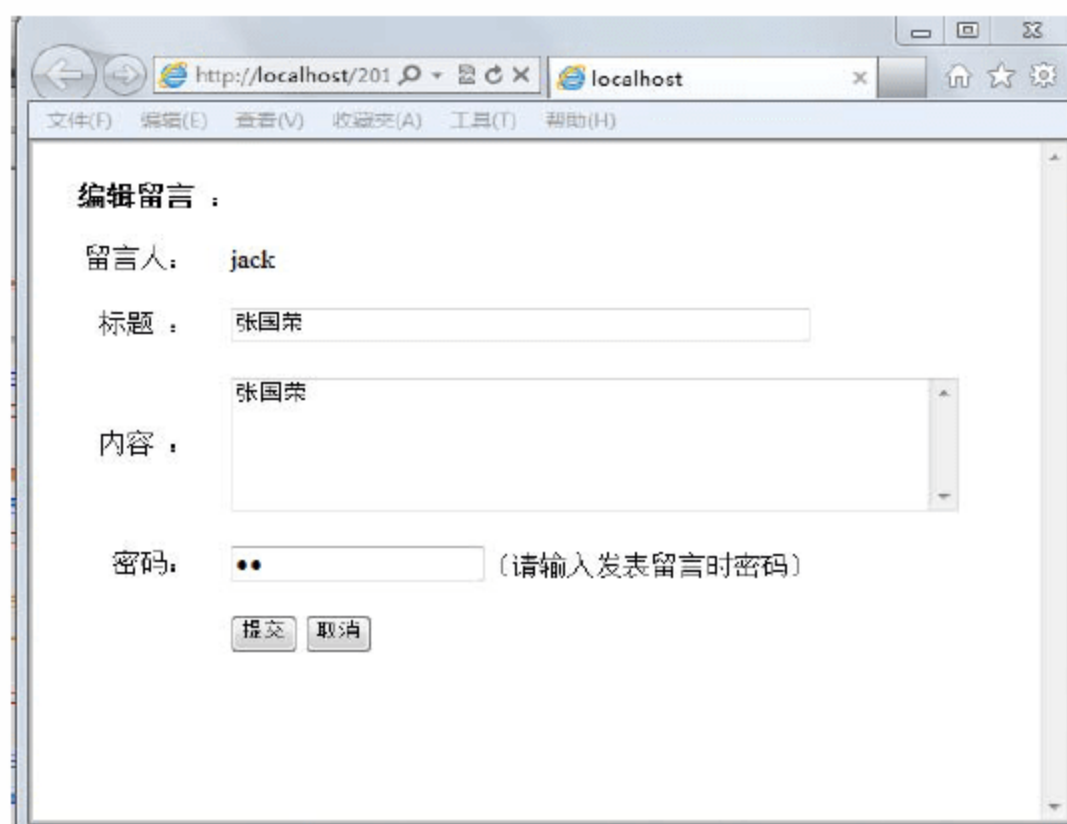 http://localhost/201
localhost
文件(F) 编辑(E) 查看(V) 收藏夹(A) 工具(T) 帮助(H)
编辑留言 :
留言人: jack
标题 : 张国荣
张国荣
内容 :
密码: •• (请输入发表留言时密码)
提交 取消